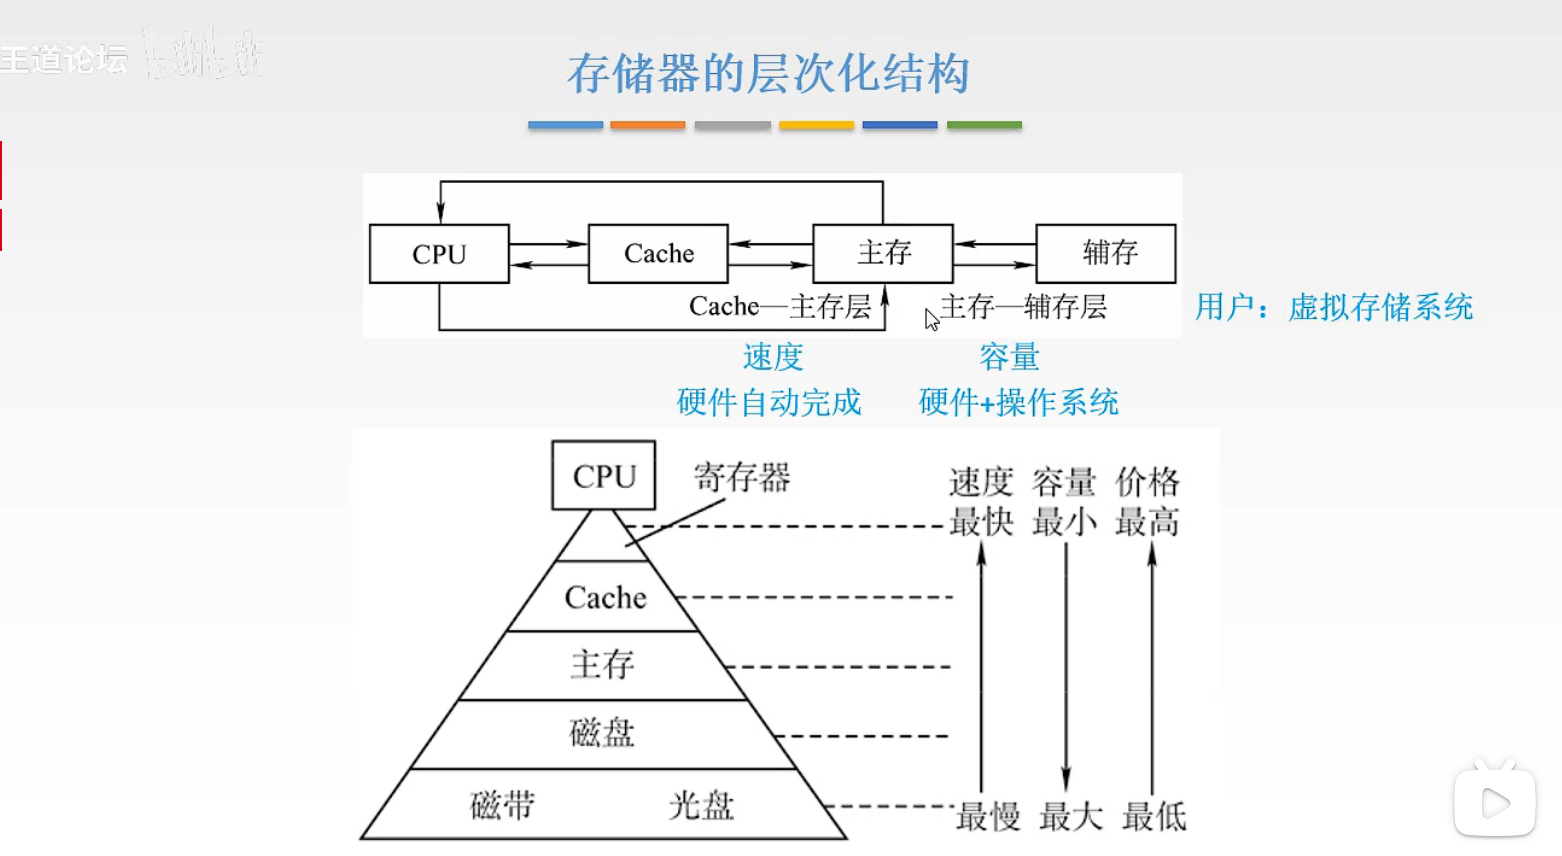 王道论坛 bilibili
存储器的层次化结构
CPU Cache 主存 辅存
Cache—主存层 主存—辅存层
用户：虚拟存储系统
速度 容量
硬件自动完成 硬件+操作系统
CPU 寄存器 速度 容量 价格
最快 最小 最高
Cache
主存
磁盘
磁带 光盘 最慢 最大 最低